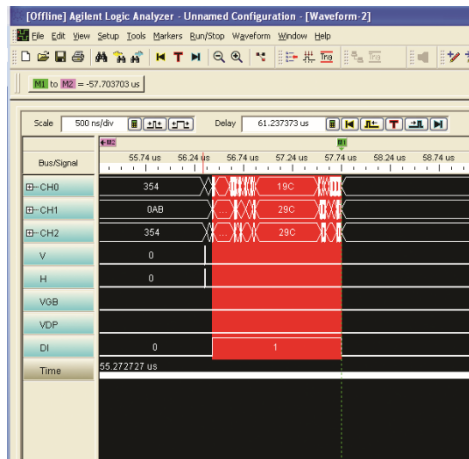 [Offline] Agilent Logic Analyzer - Unnamed Configuration - [Waveform-2]
File Edit View Setup Tools Markers Run/Stop Waveform Window Help
M1 to M2 = -57.703703 us
Scale 500 ns/div Delay 61.237373 us
M2 M1
Bus/Signal 55.74 us 56.24 us 56.74 us 57.24 us 57.74 us 58.24 us 58.74 us
CH0 354 19C
CH1 0AB ... 29C
CH2 354 ... 29C
V 0
H 0
VGB
VDP
DI 0 1
Time 55.272727 us